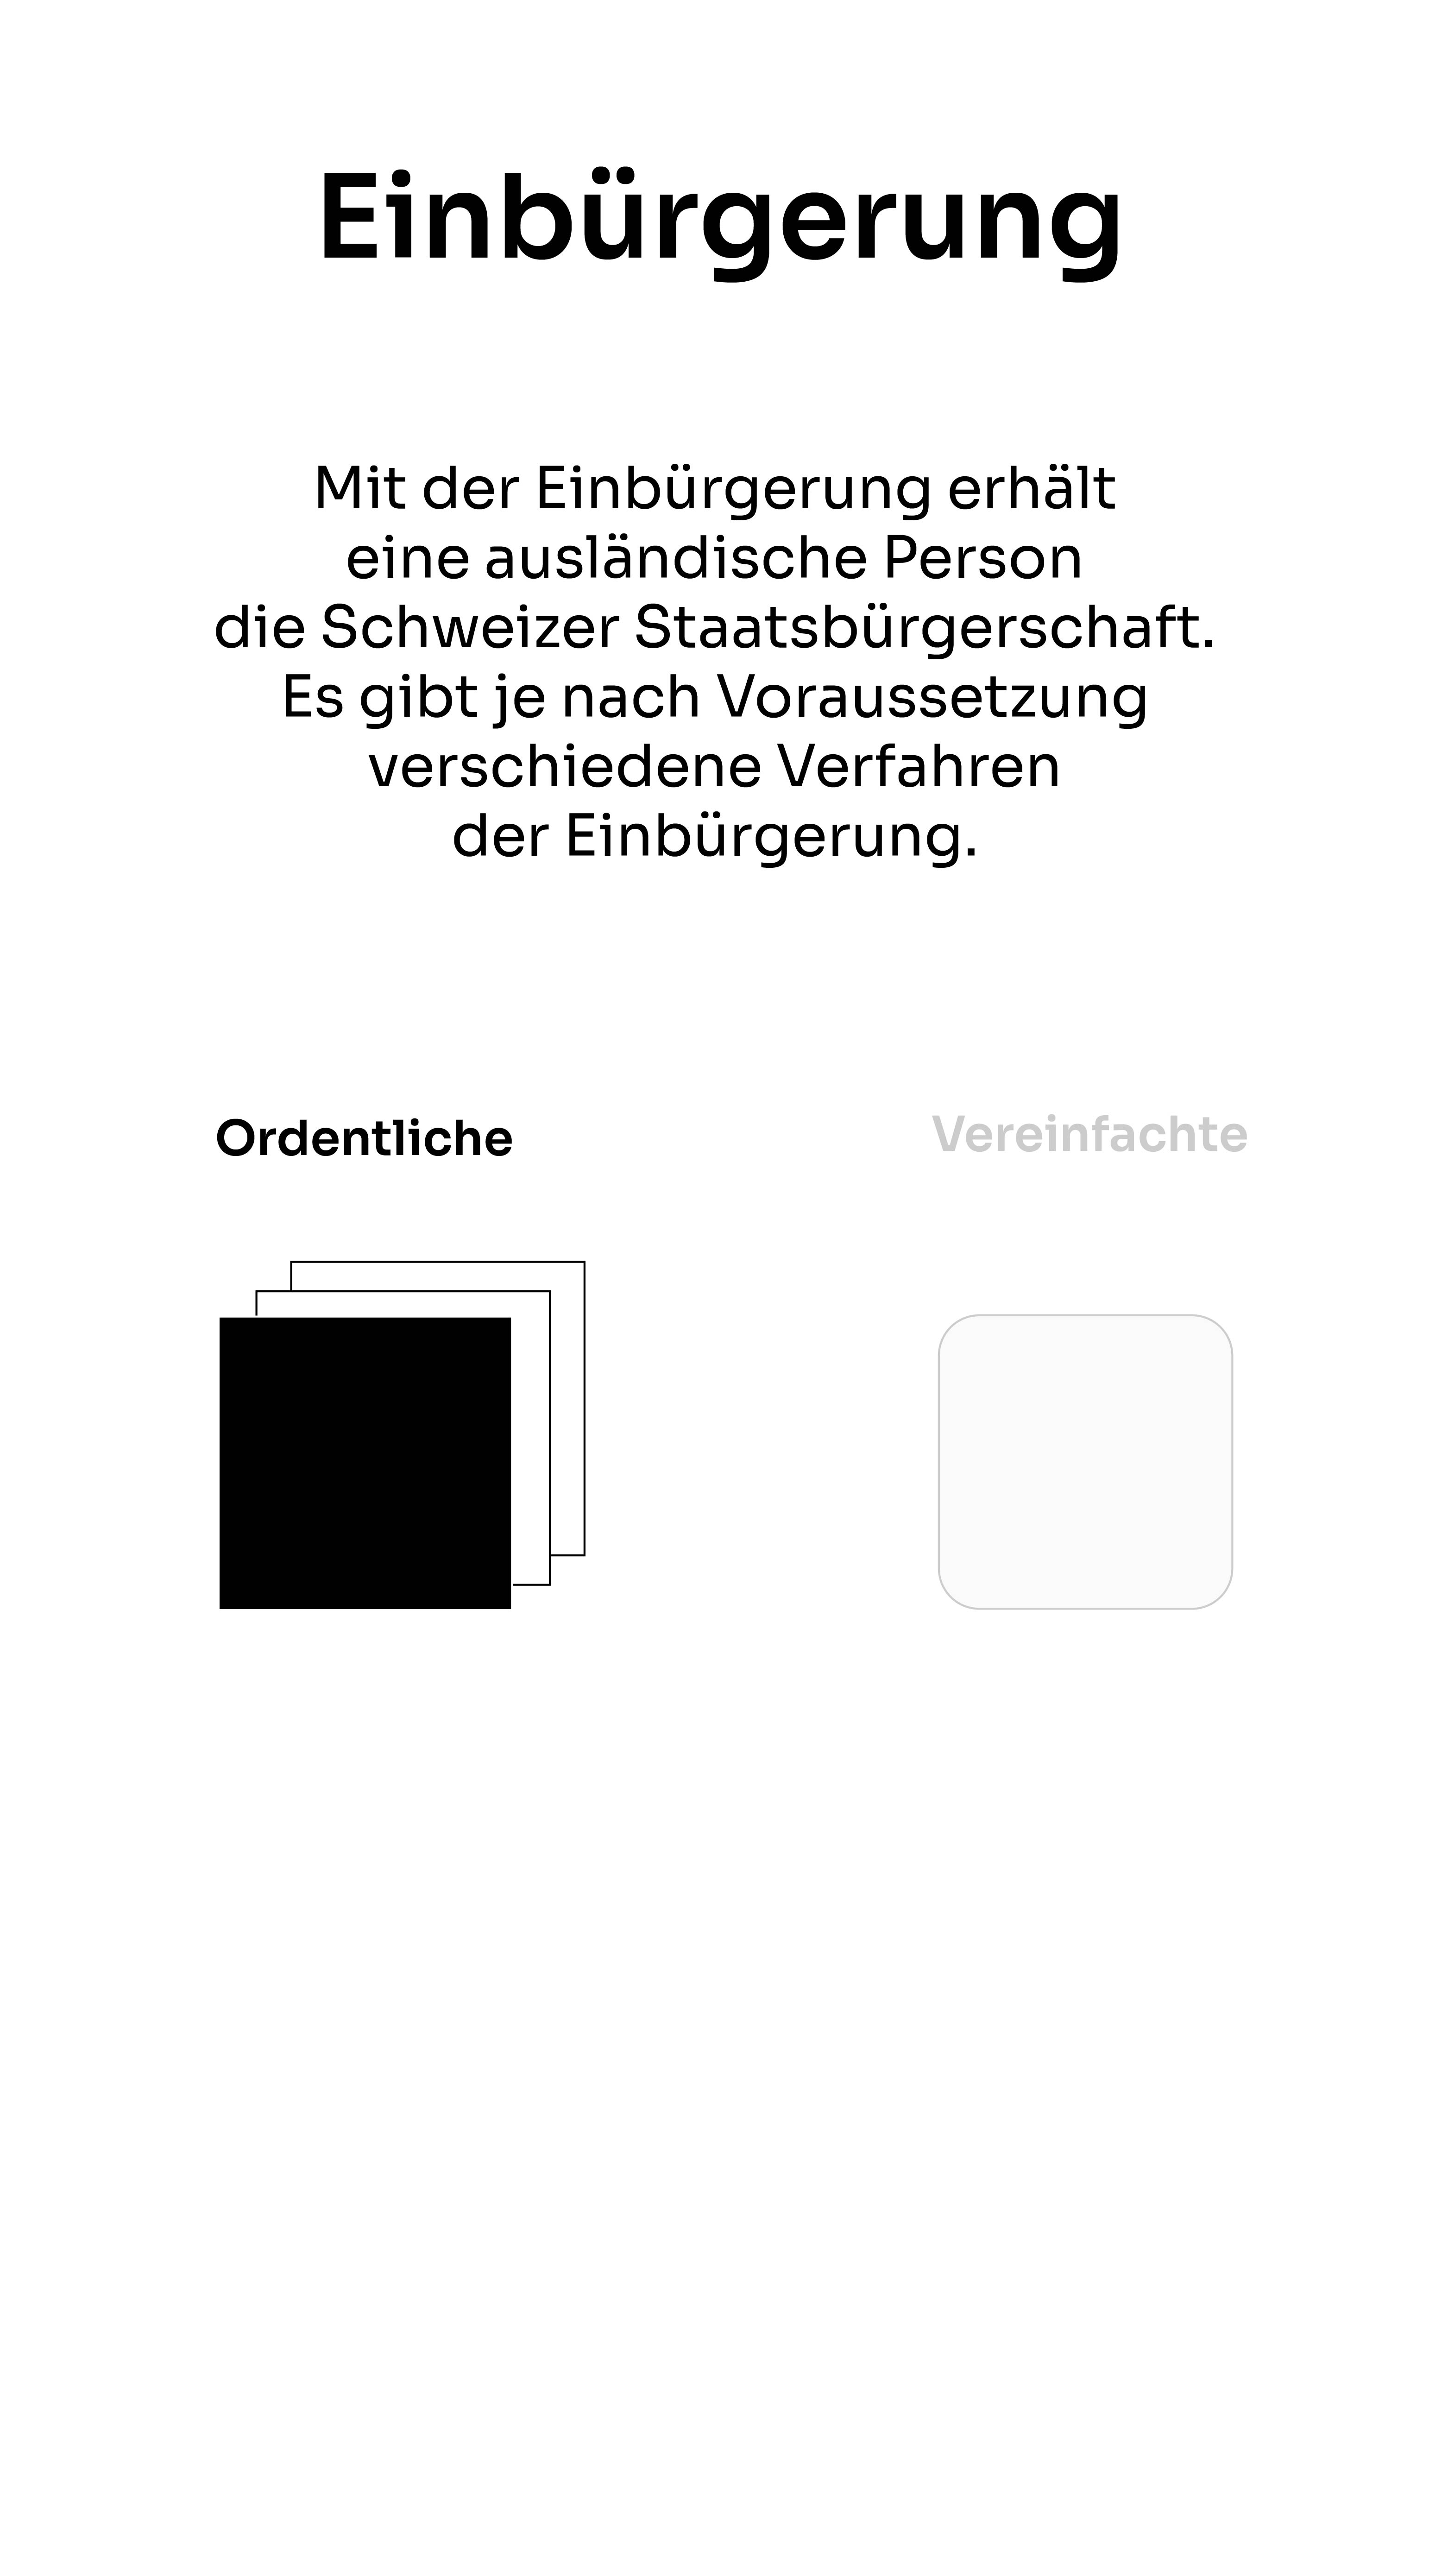 Einbürgerung
Mit der Einbürgerung erhält
eine ausländische Person
die Schweizer Staatsbürgerschaft.
Es gibt je nach Voraussetzung
verschiedene Verfahren
der Einbürgerung.
Ordentliche
Vereinfachte